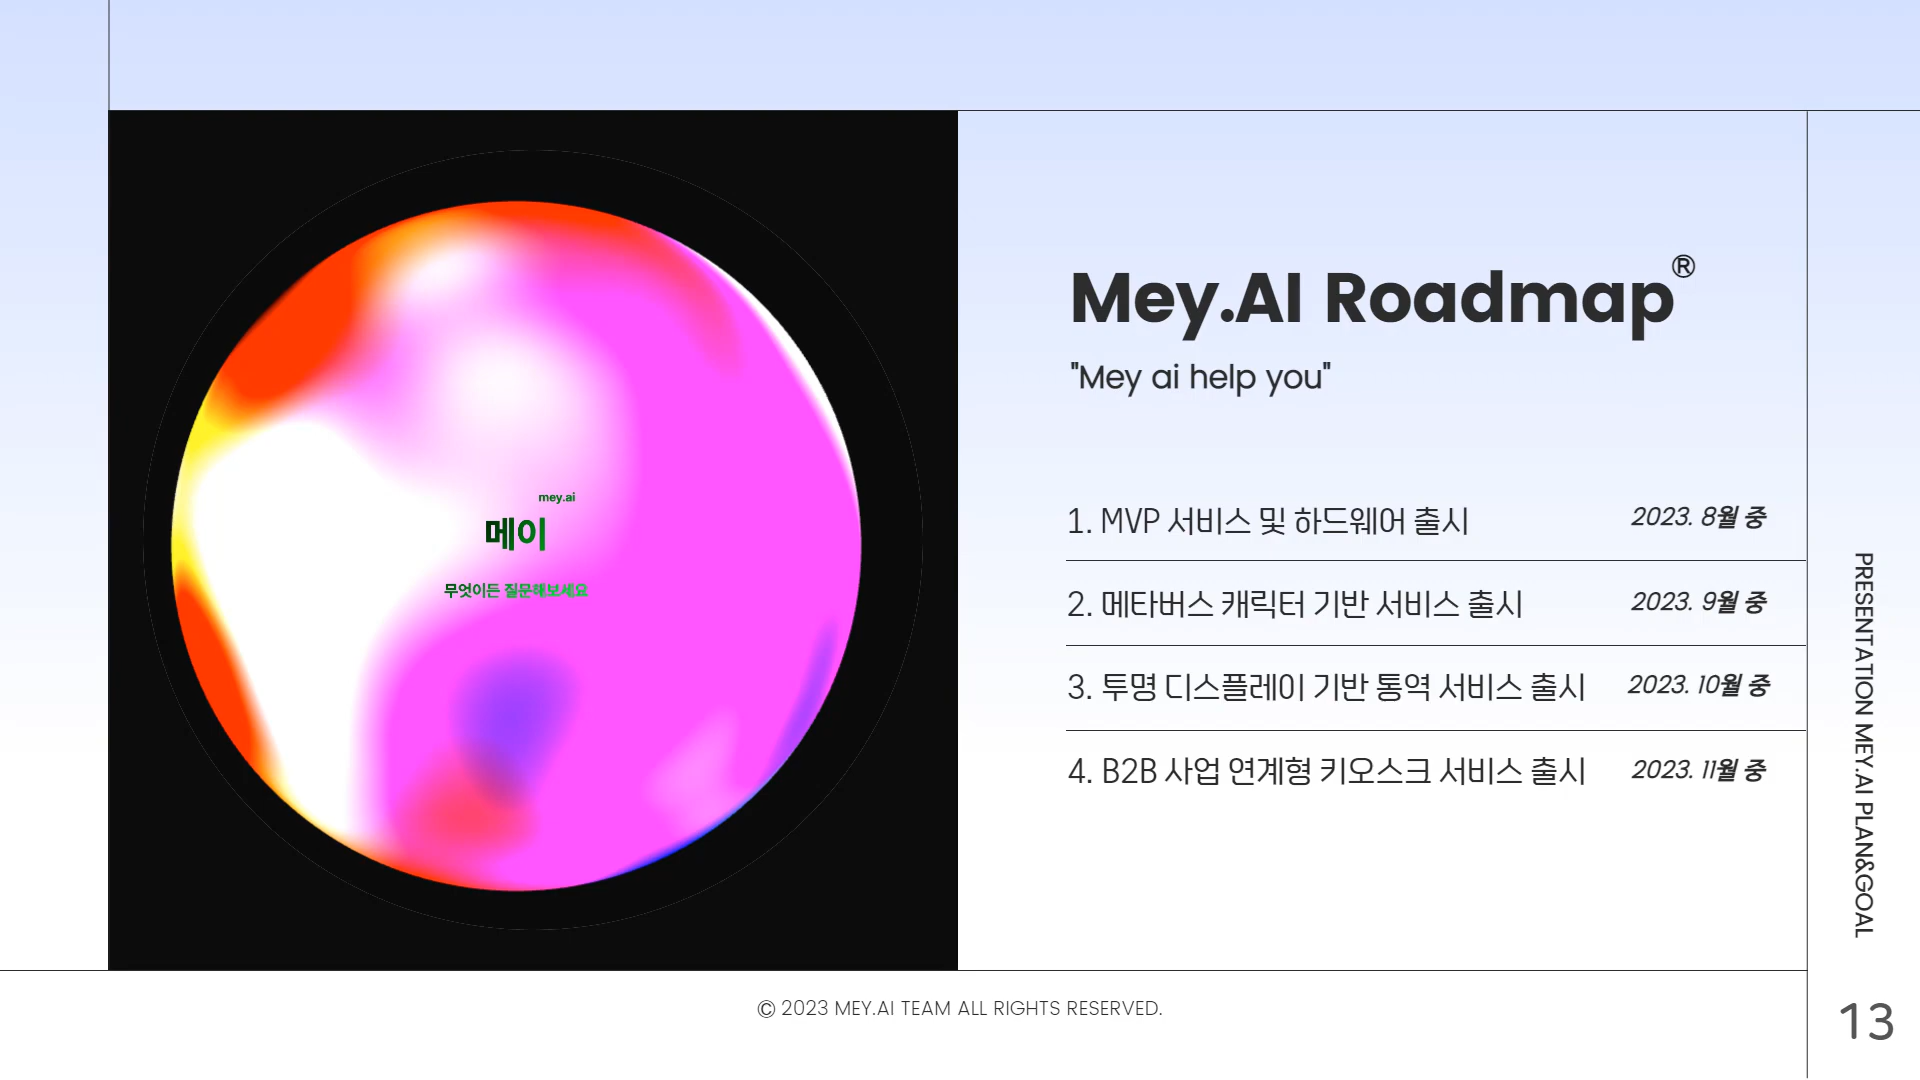 mey.ai
메이
무엇이든 질문해보세요
Mey.AI Roadmap®
"Mey ai help you"
1. MVP 서비스 및 하드웨어 출시 2023. 8월 중
2. 메타버스 캐릭터 기반 서비스 출시 2023. 9월 중
3. 투명 디스플레이 기반 통역 서비스 출시 2023. 10월 중
4. B2B 사업 연계형 키오스크 서비스 출시 2023. 11월 중
PRESENTATION MEY.AI PLAN&GOAL
© 2023 MEY.AI TEAM ALL RIGHTS RESERVED.
13